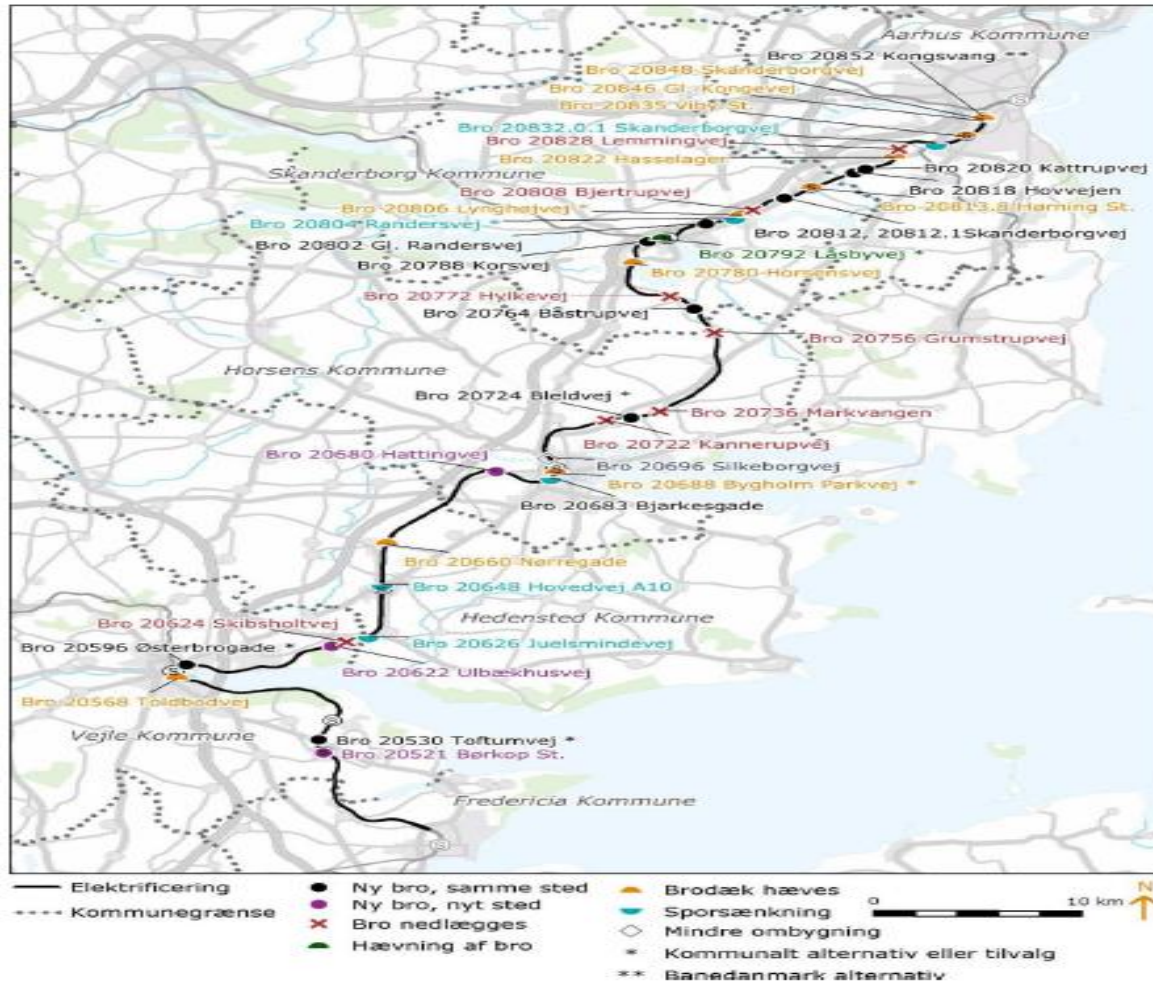 Aarhus Kommune
Bro 20852 Kongsvang **
Bro 20848 Skanderborgvej
Bro 20846 Gl. Kongevej
Bro 20835 Viby St.
Bro 20832.0.1 Skanderborgvej
Bro 20828 Lemmingvej
Bro 20822 Hasselager
Bro 20820 Kattrupvej
Skanderborg Kommune
Bro 20808 Bjertrupvej
Bro 20818 Hovvejen
Bro 20806 Lynghøjvej *
Bro 20813.8 Hørning St.
Bro 20804 Randersvej *
Bro 20812, 20812.1Skanderborgvej
Bro 20802 Gl. Randersvej
Bro 20792 Låsbyvej *
Bro 20788 Korsvej
Bro 20780 Horsensvej
Bro 20772 Hylkevej
Bro 20764 Båstrupvej
Bro 20756 Grumstrupvej
Horsens Kommune
Bro 20724 Bleldvej *
Bro 20736 Markvangen
Bro 20722 Kannerupvej
Bro 20680 Hattingvej
Bro 20696 Silkeborgvej
Bro 20688 Bygholm Parkvej *
Bro 20683 Bjarkesgade
Bro 20660 Nørregade
Bro 20648 Hovedvej A10
Hedensted Kommune
Bro 20624 Skibsholtvej
Bro 20626 Juelsmindevej
Bro 20596 Østerbrogade *
Bro 20622 Ulbækhusvej
Bro 20568 Toldbodvej
Vejle Kommune
Bro 20530 Toftumvej *
Bro 20521 Børkop St.
Fredericia Kommune
Elektrificering
Kommunegrænse
Ny bro, samme sted
Ny bro, nyt sted
Bro nedlægges
Hævning af bro
Brodæk hæves
Sporsænkning
Mindre ombygning
* Kommunalt alternativ eller tilvalg
** Banedanmark alternativ
0 10 km
N